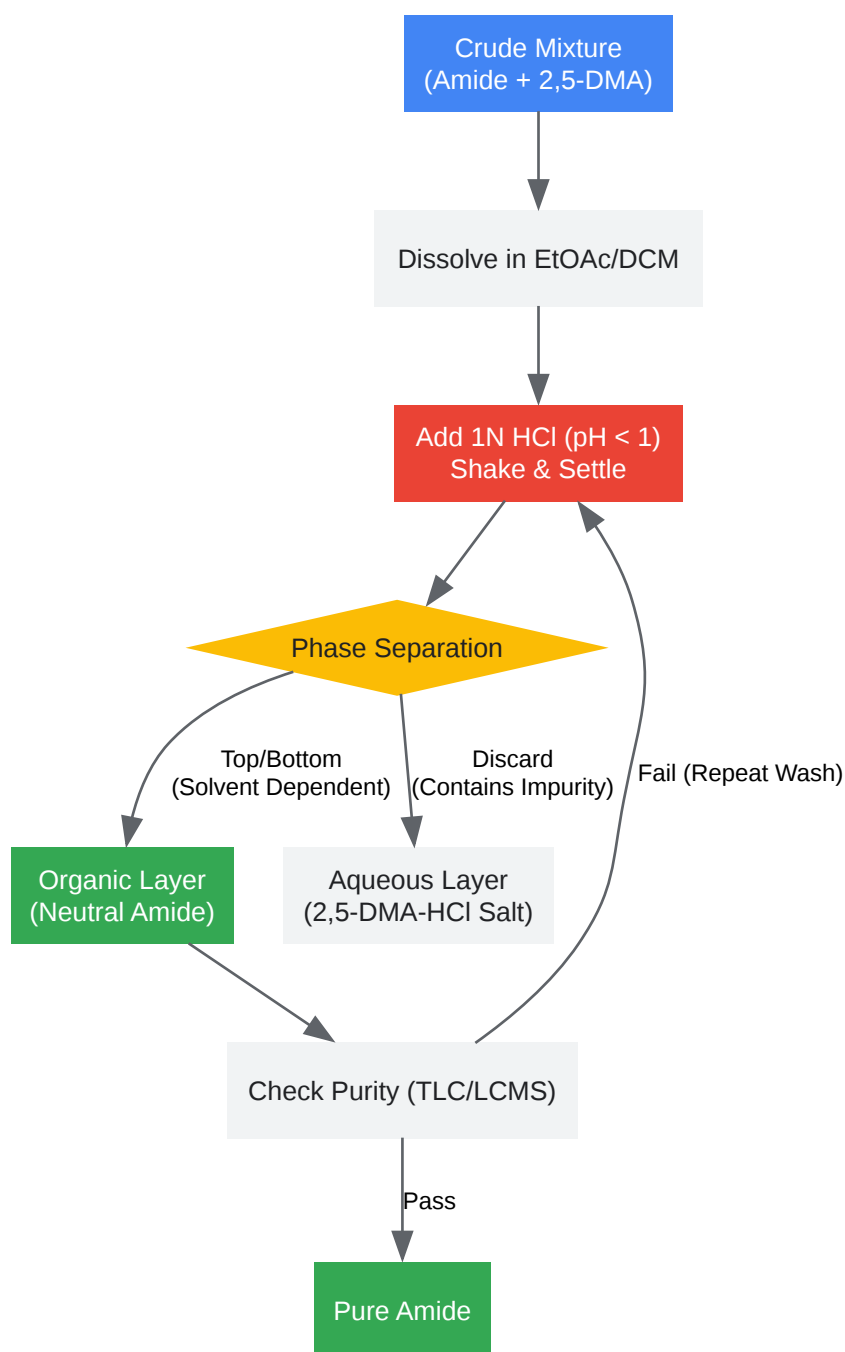 Crude Mixture
(Amide + 2,5-DMA)
Dissolve in EtOAc/DCM
Add 1N HCl (pH < 1)
Shake & Settle
Phase Separation
Top/Bottom
(Solvent Dependent)
Discard
(Contains Impurity)
Fail (Repeat Wash)
Organic Layer
(Neutral Amide)
Aqueous Layer
(2,5-DMA-HCl Salt)
Check Purity (TLC/LCMS)
Pass
Pure Amide